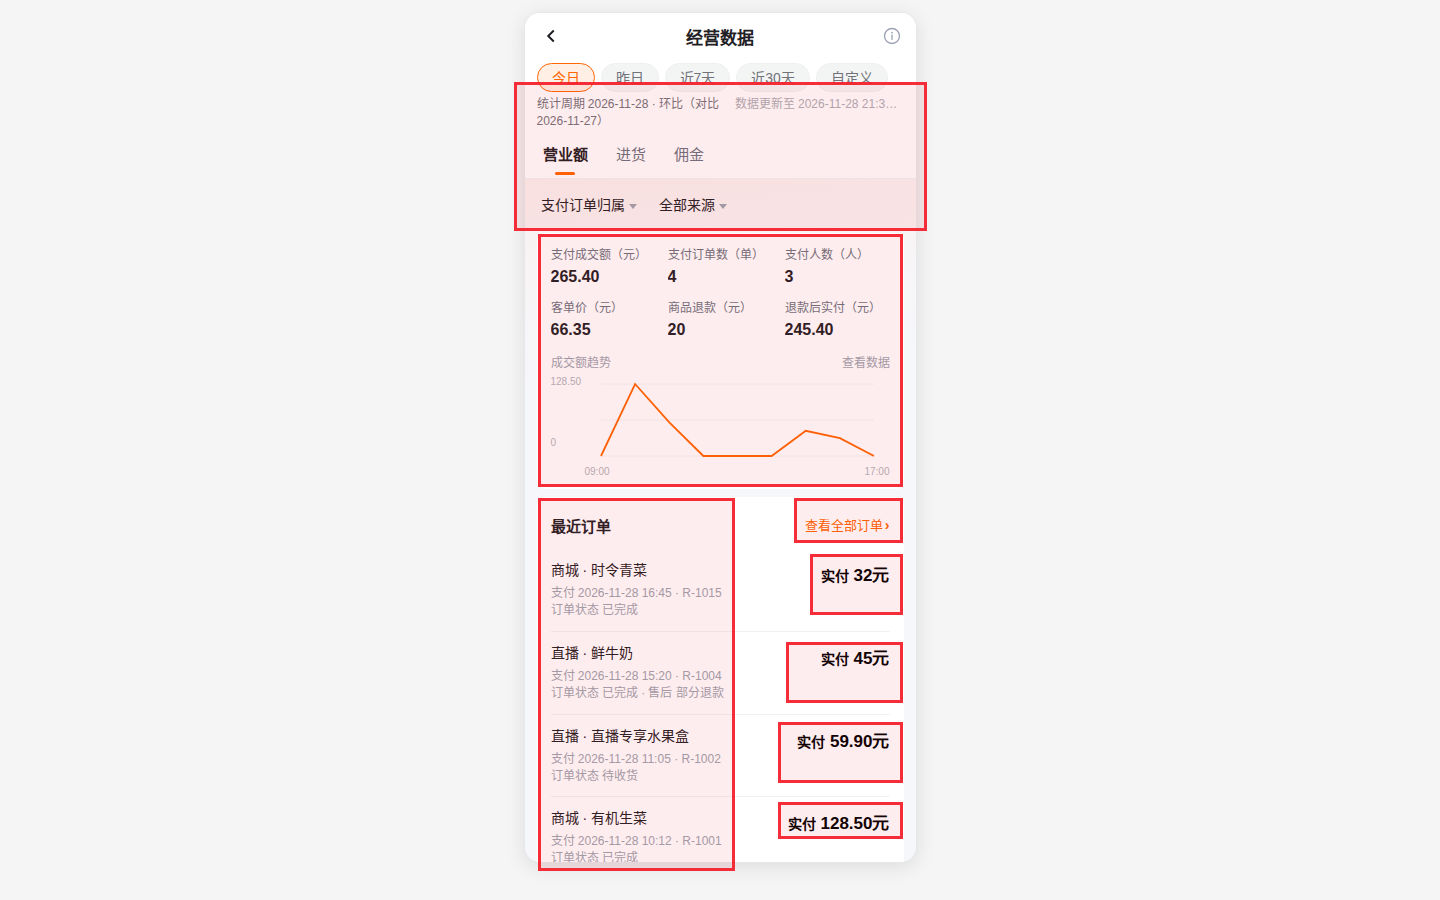 经营数据
今日 昨日 近7天 近30天 自定义
统计周期 2026-11-28 · 环比（对比 数据更新至 2026-11-28 21:3…
2026-11-27）
营业额 进货 佣金
支付订单归属 全部来源
支付成交额（元） 支付订单数（单） 支付人数（人）
265.40 4 3
客单价（元） 商品退款（元） 退款后实付（元）
66.35 20 245.40
成交额趋势 查看数据
128.50
0
09:00 17:00
最近订单 查看全部订单›
商城 · 时令青菜 实付 32元
支付 2026-11-28 16:45 · R-1015
订单状态 已完成
直播 · 鲜牛奶 实付 45元
支付 2026-11-28 15:20 · R-1004
订单状态 已完成 · 售后 部分退款
直播 · 直播专享水果盒 实付 59.90元
支付 2026-11-28 11:05 · R-1002
订单状态 待收货
商城 · 有机生菜 实付 128.50元
支付 2026-11-28 10:12 · R-1001
订单状态 已完成